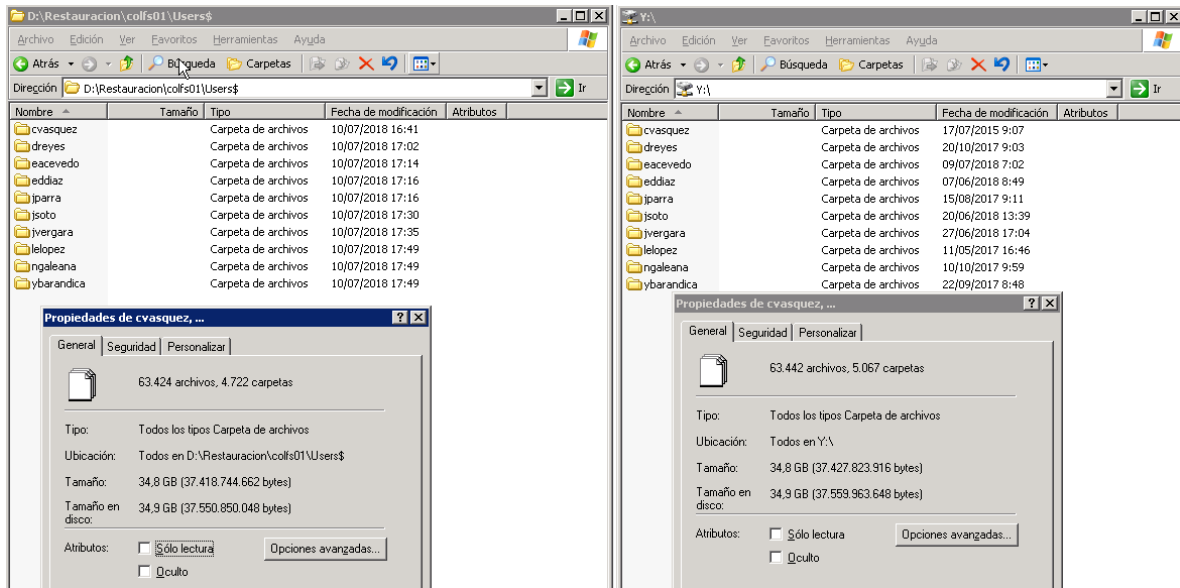 D:\Restauracion\colfs01\Users$
Archivo Edición Ver Favoritos Herramientas Ayuda
Atrás Búsqueda Carpetas
Dirección D:\Restauracion\colfs01\Users$ Ir
Nombre Tamaño Tipo Fecha de modificación Atributos
cvasquez Carpeta de archivos 10/07/2018 16:41
dreyes Carpeta de archivos 10/07/2018 17:02
eacevedo Carpeta de archivos 10/07/2018 17:14
eddiaz Carpeta de archivos 10/07/2018 17:16
jparra Carpeta de archivos 10/07/2018 17:16
jsoto Carpeta de archivos 10/07/2018 17:30
jvergara Carpeta de archivos 10/07/2018 17:35
lelopez Carpeta de archivos 10/07/2018 17:49
ngaleana Carpeta de archivos 10/07/2018 17:49
ybarandica Carpeta de archivos 10/07/2018 17:49
Propiedades de cvasquez, ...
General Seguridad Personalizar
63.424 archivos, 4.722 carpetas
Tipo: Todos los tipos Carpeta de archivos
Ubicación: Todos en D:\Restauracion\colfs01\Users$
Tamaño: 34,8 GB (37.418.744.662 bytes)
Tamaño en
disco: 34,9 GB (37.550.850.048 bytes)
Atributos: Sólo lectura Opciones avanzadas...
Oculto
Y:\
Archivo Edición Ver Favoritos Herramientas Ayuda
Atrás Búsqueda Carpetas
Dirección Y:\ Ir
Nombre Tamaño Tipo Fecha de modificación Atributos
cvasquez Carpeta de archivos 17/07/2015 9:07
dreyes Carpeta de archivos 20/10/2017 9:03
eacevedo Carpeta de archivos 09/07/2018 7:02
eddiaz Carpeta de archivos 07/06/2018 8:49
jparra Carpeta de archivos 15/08/2017 9:11
jsoto Carpeta de archivos 20/06/2018 13:39
jvergara Carpeta de archivos 27/06/2018 17:04
lelopez Carpeta de archivos 11/05/2017 16:46
ngaleana Carpeta de archivos 10/10/2017 9:59
ybarandica Carpeta de archivos 22/09/2017 8:48
Propiedades de cvasquez, ...
General Seguridad Personalizar
63.442 archivos, 5.067 carpetas
Tipo: Todos los tipos Carpeta de archivos
Ubicación: Todos en Y:\
Tamaño: 34,8 GB (37.427.823.916 bytes)
Tamaño en
disco: 34,9 GB (37.559.963.648 bytes)
Atributos: Sólo lectura Opciones avanzadas...
Oculto